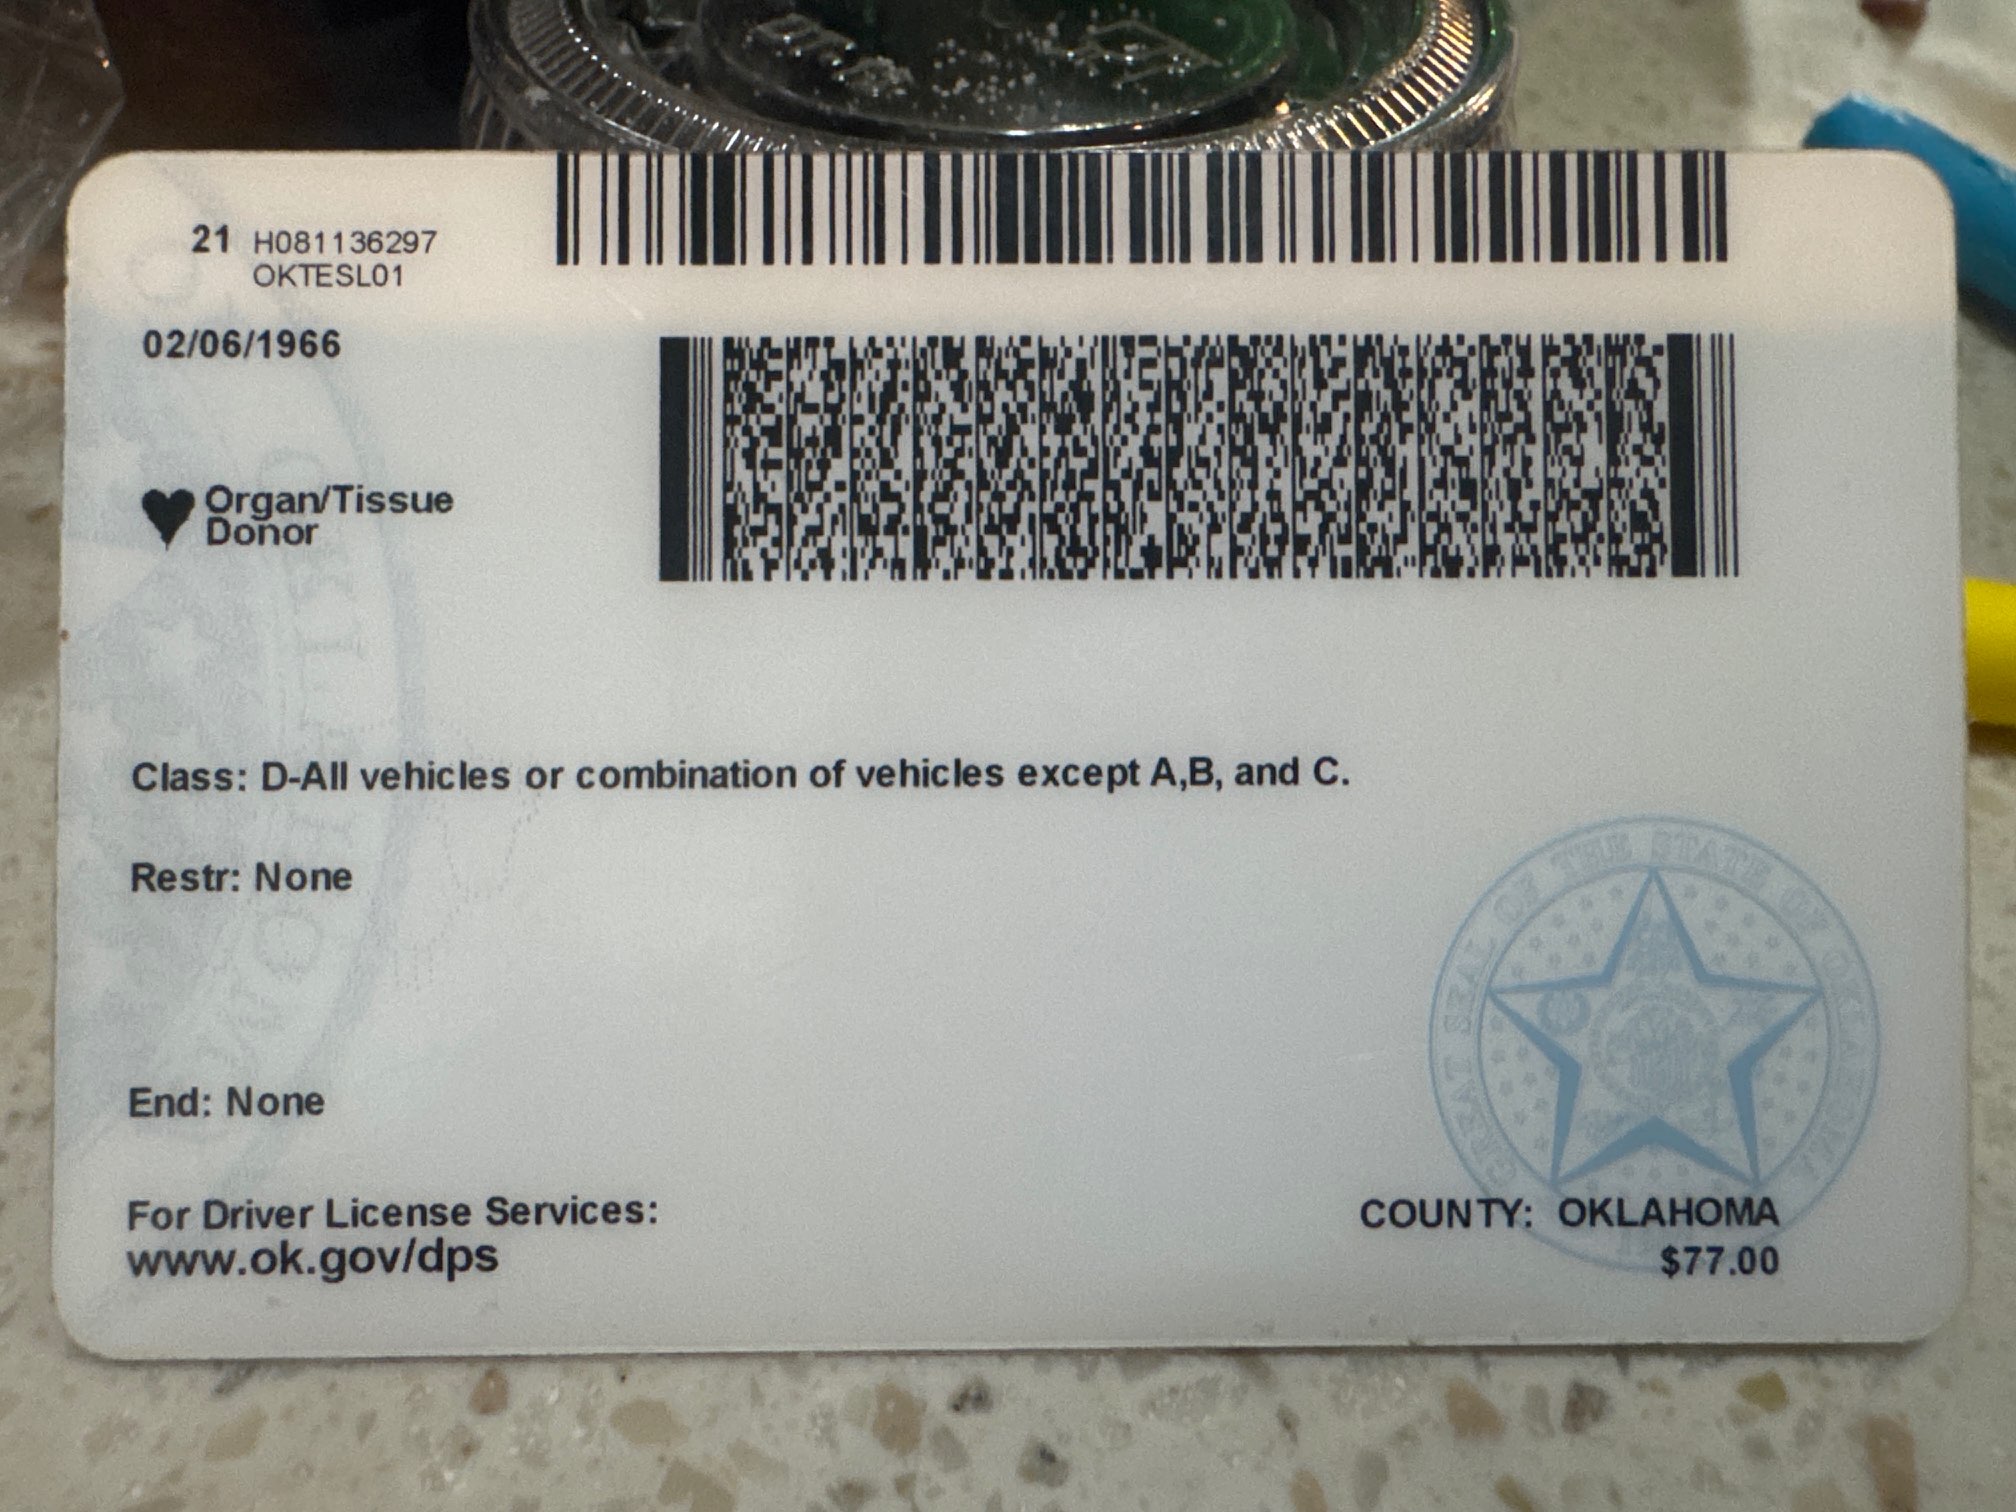 21 H081136297
OKTESL01
02/06/1966
Organ/Tissue
Donor
Class: D-All vehicles or combination of vehicles except A,B, and C.
Restr: None
GREAT SEAL OF THE STATE OF OKLAHOMA
End: None
For Driver License Services:
www.ok.gov/dps
COUNTY: OKLAHOMA
$77.00